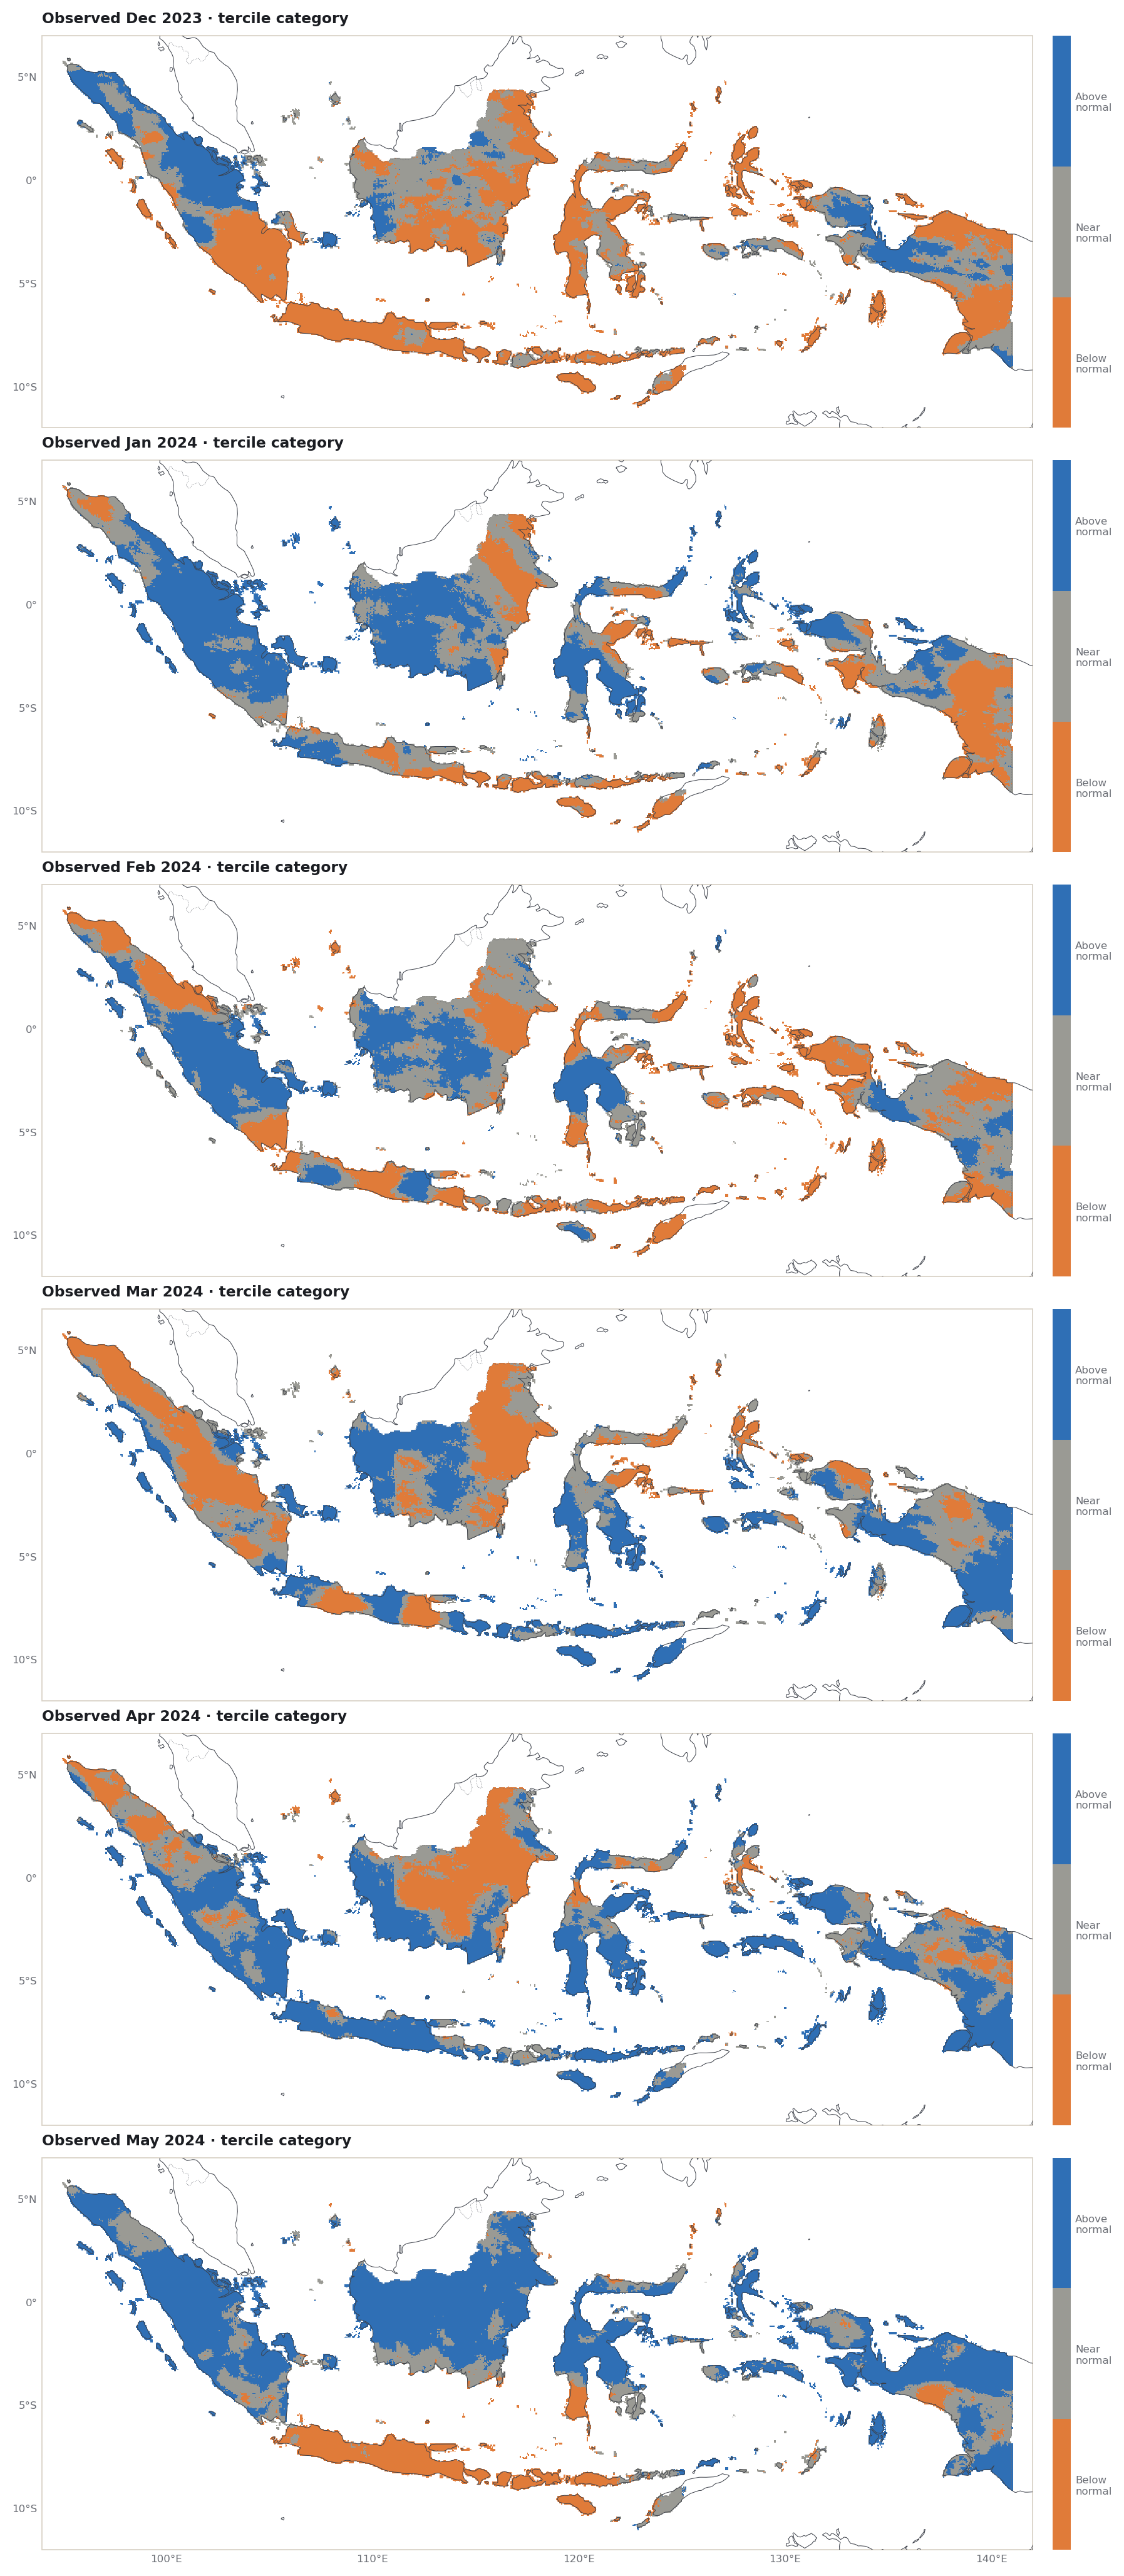 Observed Dec 2023 · tercile category
5°N
0°
5°S
10°S
Above
normal
Near
normal
Below
normal
Observed Jan 2024 · tercile category
5°N
0°
5°S
10°S
Above
normal
Near
normal
Below
normal
Observed Feb 2024 · tercile category
5°N
0°
5°S
10°S
Above
normal
Near
normal
Below
normal
Observed Mar 2024 · tercile category
5°N
0°
5°S
10°S
Above
normal
Near
normal
Below
normal
Observed Apr 2024 · tercile category
5°N
0°
5°S
10°S
Above
normal
Near
normal
Below
normal
Observed May 2024 · tercile category
5°N
0°
5°S
10°S
Above
normal
Near
normal
Below
normal
100°E
110°E
120°E
130°E
140°E